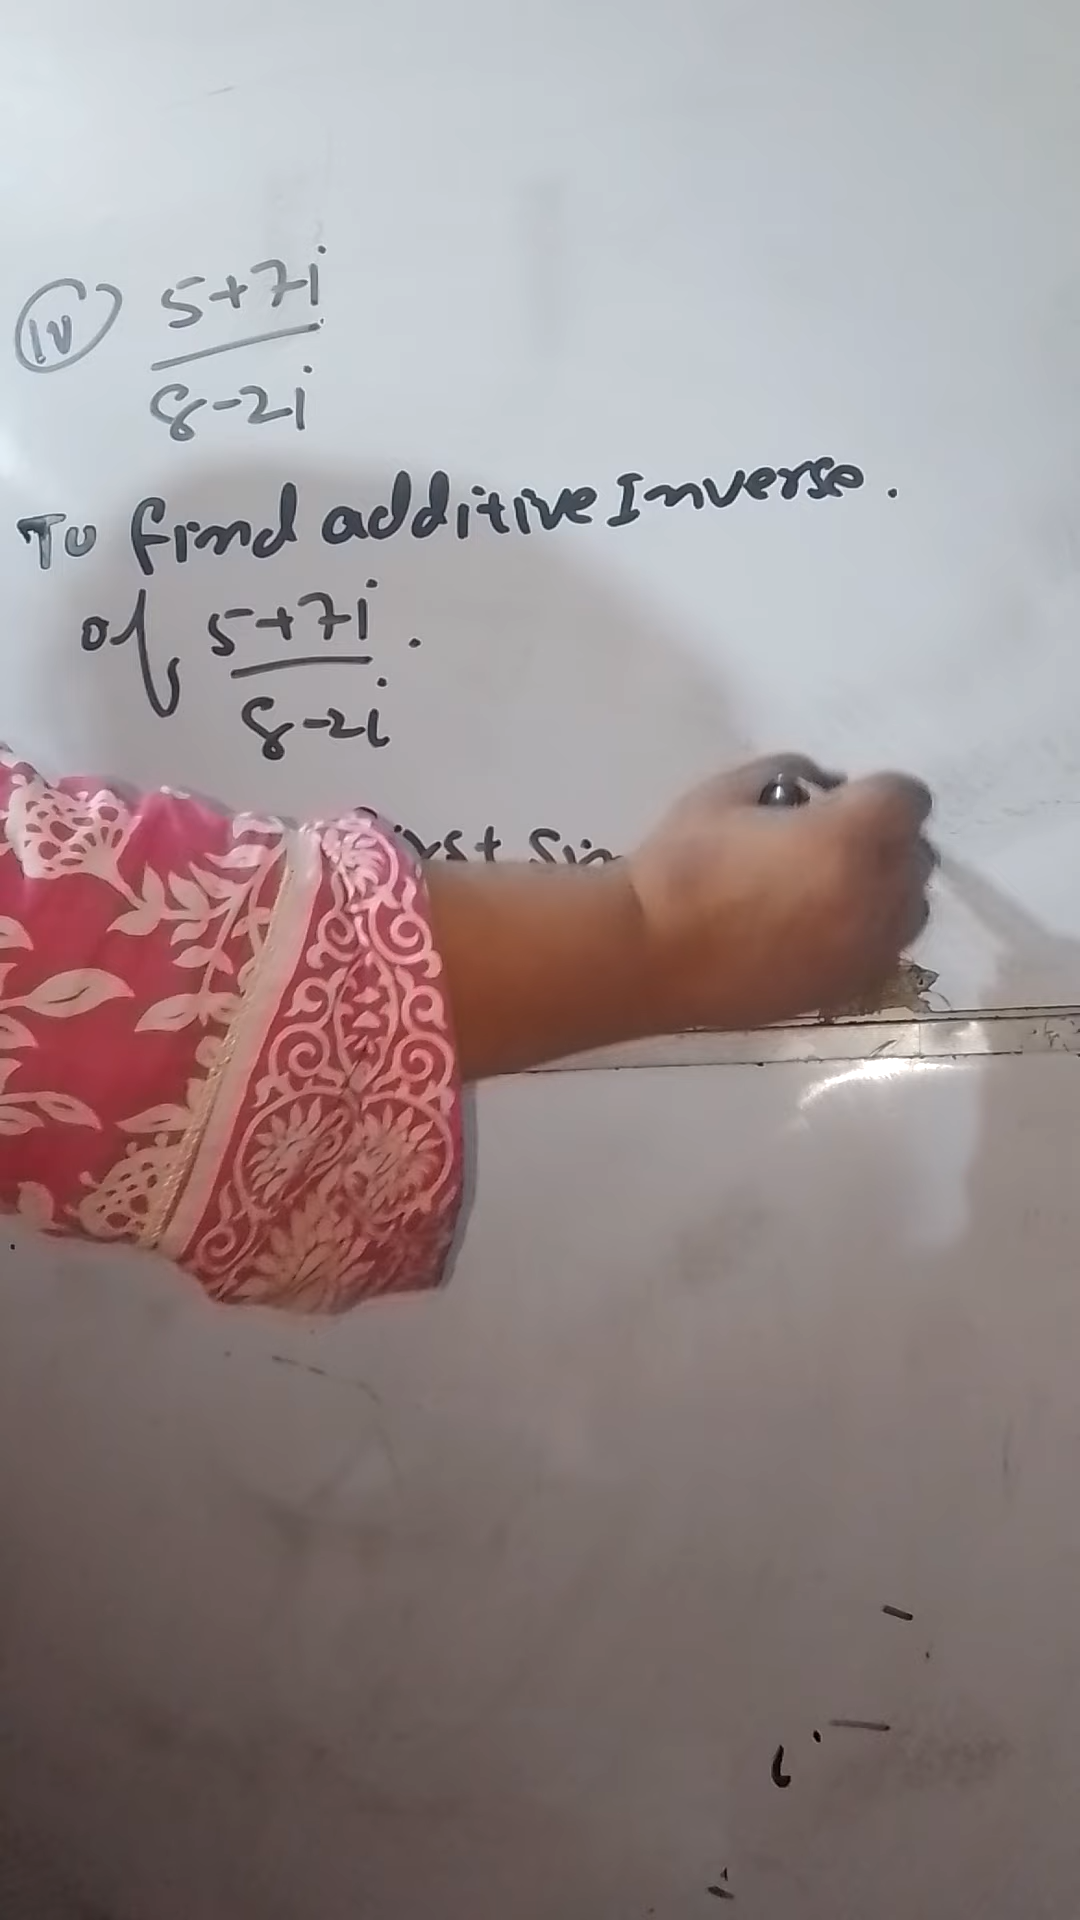 iv 5+7i
8-2i
To find additive Inverse.
of 5+7i.
8-2i